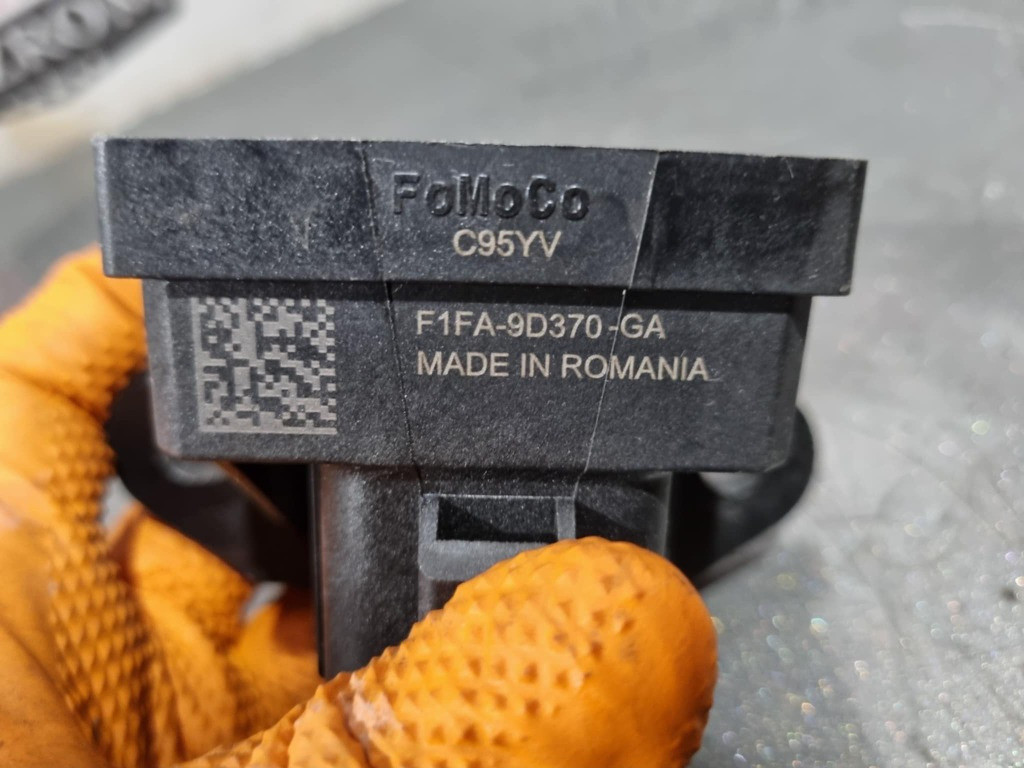 FoMoCo
C95YV
F1FA-9D370-GA
MADE IN ROMANIA